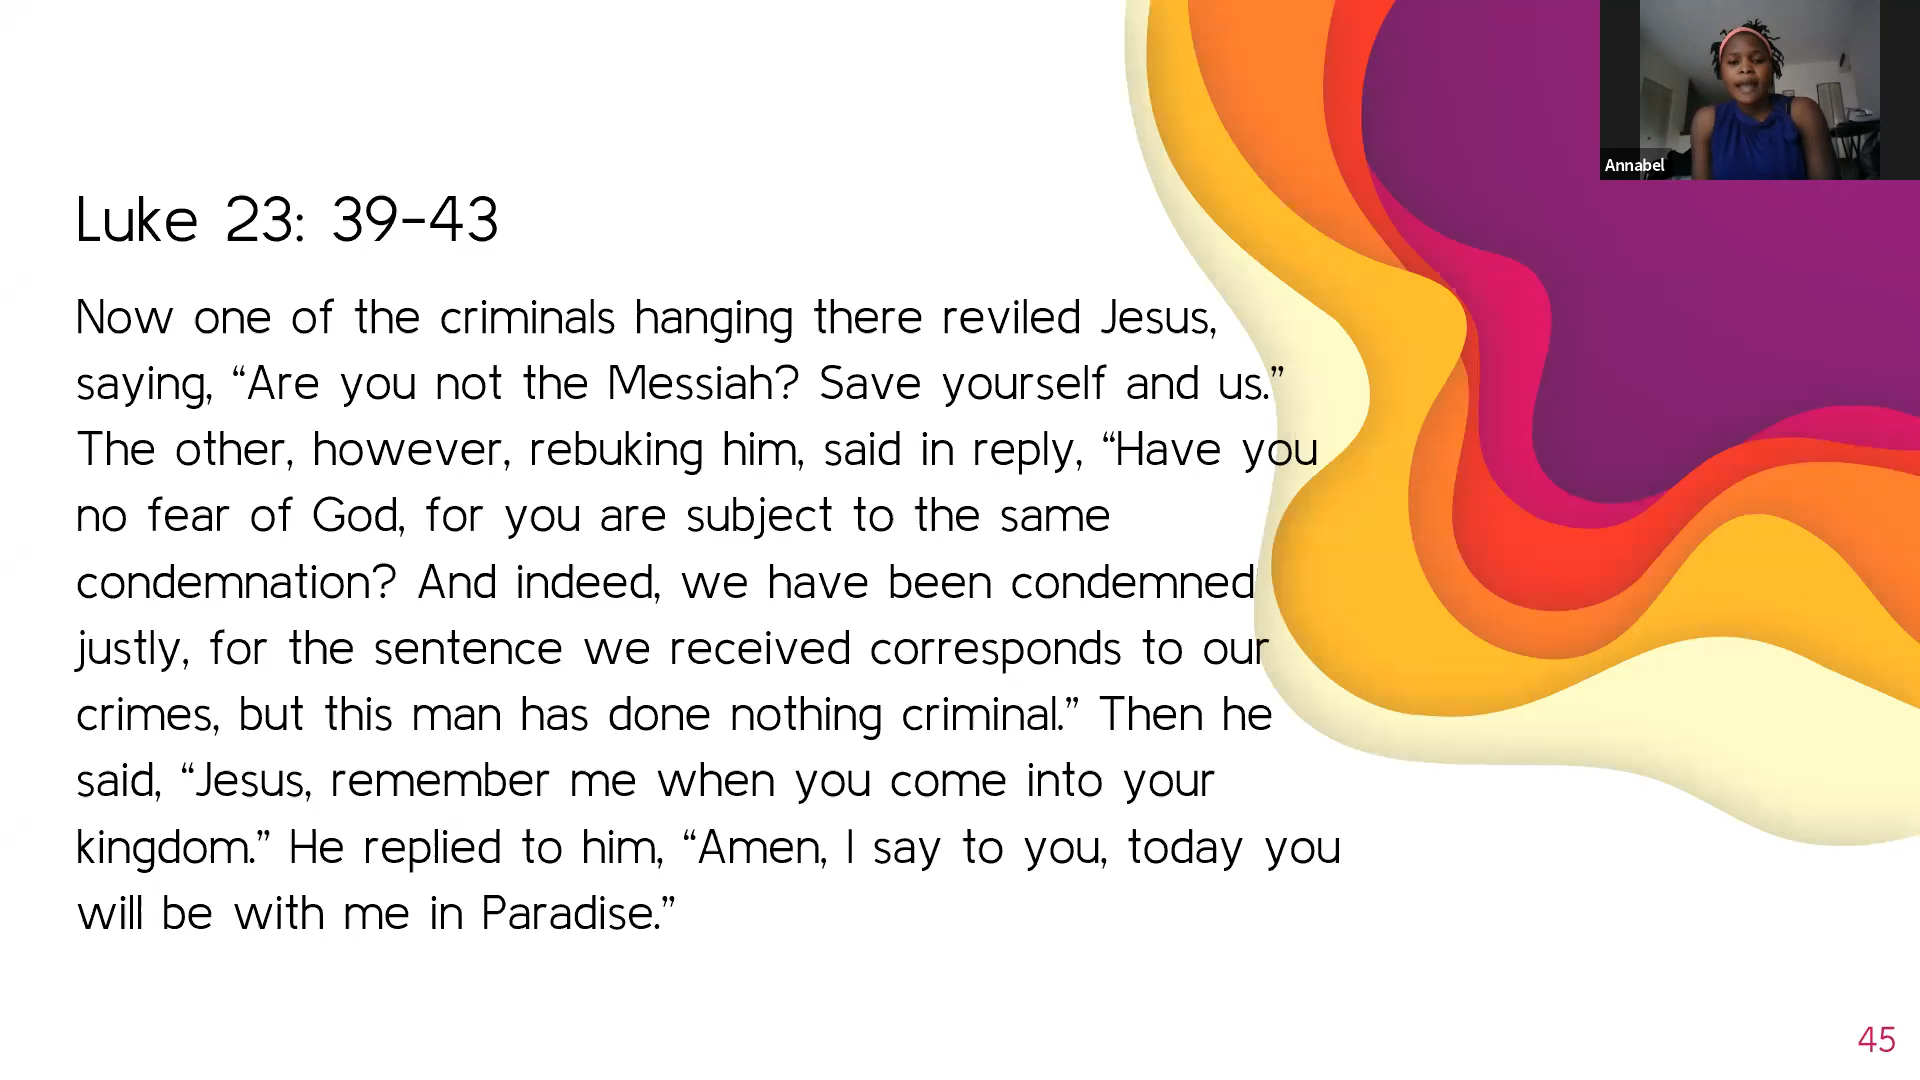 Annabel
Luke 23: 39-43
Now one of the criminals hanging there reviled Jesus,
saying, “Are you not the Messiah? Save yourself and us.”
The other, however, rebuking him, said in reply, “Have you
no fear of God, for you are subject to the same
condemnation? And indeed, we have been condemned
justly, for the sentence we received corresponds to our
crimes, but this man has done nothing criminal.” Then he
said, “Jesus, remember me when you come into your
kingdom.” He replied to him, “Amen, I say to you, today you
will be with me in Paradise.”
45